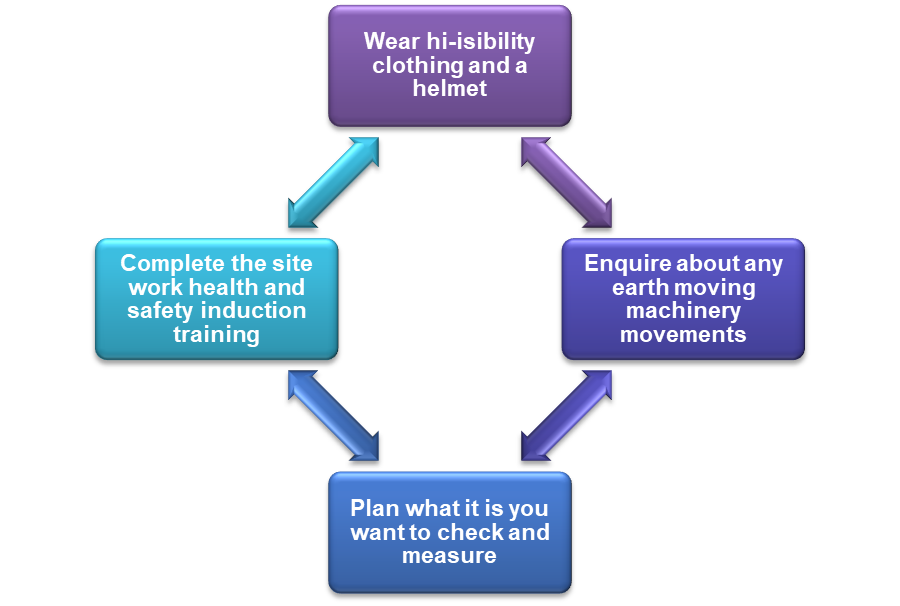 Wear hi-isibility
clothing and a
helmet
Complete the site
work health and
safety induction
training
Enquire about any
earth moving
machinery
movements
Plan what it is you
want to check and
measure